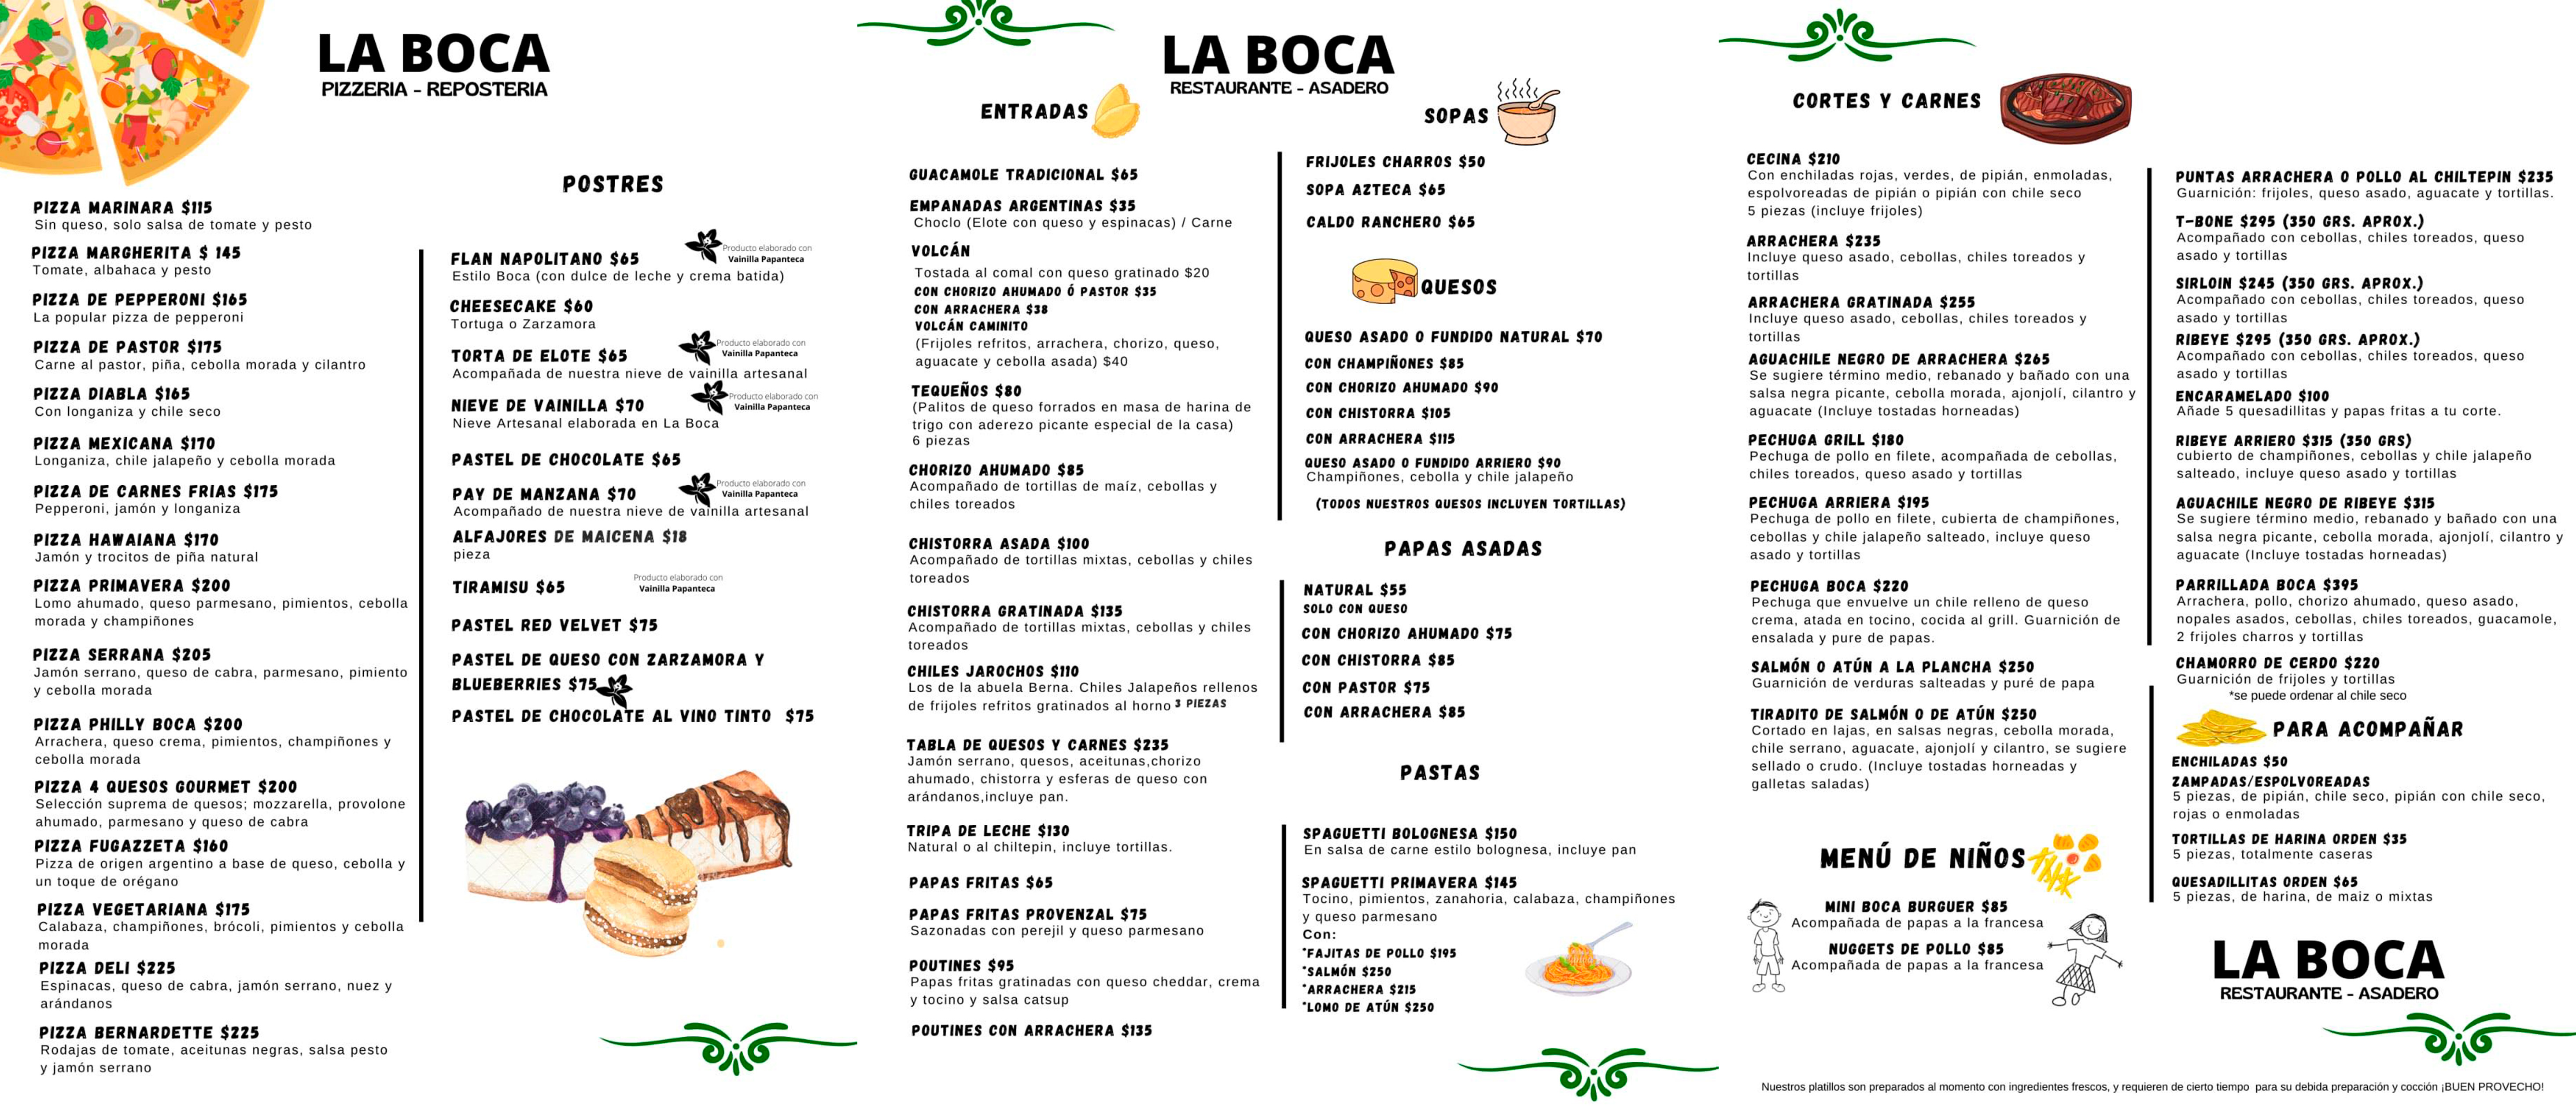 LA BOCA
PIZZERIA - REPOSTERIA
PIZZA MARINARA $115
Sin queso, solo salsa de tomate y pesto
PIZZA MARGHERITA $ 145
Tomate, albahaca y pesto
PIZZA DE PEPPERONI $165
La popular pizza de pepperoni
PIZZA DE PASTOR $175
Carne al pastor, piña, cebolla morada y cilantro
PIZZA DIABLA $165
Con longaniza y chile seco
PIZZA MEXICANA $170
Longaniza, chile jalapeño y cebolla morada
PIZZA DE CARNES FRIAS $175
Pepperoni, jamón y longaniza
PIZZA HAWAIANA $170
Jamón y trocitos de piña natural
PIZZA PRIMAVERA $200
Lomo ahumado, queso parmesano, pimientos, cebolla
morada y champiñones
PIZZA SERRANA $205
Jamón serrano, queso de cabra, parmesano, pimiento
y cebolla morada
PIZZA PHILLY BOCA $200
Arrachera, queso crema, pimientos, champiñones y
cebolla morada
PIZZA 4 QUESOS GOURMET $200
Selección suprema de quesos; mozzarella, provolone
ahumado, parmesano y queso de cabra
PIZZA FUGAZZETA $160
Pizza de origen argentino a base de queso, cebolla y
un toque de orégano
PIZZA VEGETARIANA $175
Calabaza, champiñones, brócoli, pimientos y cebolla
morada
PIZZA DELI $225
Espinacas, queso de cabra, jamón serrano, nuez y
arándanos
PIZZA BERNARDETTE $225
Rodajas de tomate, aceitunas negras, salsa pesto
y jamón serrano
POSTRES
FLAN NAPOLITANO $65
Producto elaborado con
Vainilla Papanteca
Estilo Boca (con dulce de leche y crema batida)
CHEESECAKE $60
Tortuga o Zarzamora
TORTA DE ELOTE $65
Producto elaborado con
Vainilla Papanteca
Acompañada de nuestra nieve de vainilla artesanal
NIEVE DE VAINILLA $70
Producto elaborado con
Vainilla Papanteca
Nieve Artesanal elaborada en La Boca
PASTEL DE CHOCOLATE $65
PAY DE MANZANA $70
Producto elaborado con
Vainilla Papanteca
Acompañado de nuestra nieve de vainilla artesanal
ALFAJORES DE MAICENA $18
pieza
TIRAMISU $65
Producto elaborado con
Vainilla Papanteca
PASTEL RED VELVET $75
PASTEL DE QUESO CON ZARZAMORA Y
BLUEBERRIES $75
PASTEL DE CHOCOLATE AL VINO TINTO $75
LA BOCA
RESTAURANTE - ASADERO
ENTRADAS
GUACAMOLE TRADICIONAL $65
EMPANADAS ARGENTINAS $35
Choclo (Elote con queso y espinacas) / Carne
VOLCÁN
Tostada al comal con queso gratinado $20
CON CHORIZO AHUMADO Ó PASTOR $35
CON ARRACHERA $38
VOLCÁN CAMINITO
(Frijoles refritos, arrachera, chorizo, queso,
aguacate y cebolla asada) $40
TEQUEÑOS $80
(Palitos de queso forrados en masa de harina de
trigo con aderezo picante especial de la casa)
6 piezas
CHORIZO AHUMADO $85
Acompañado de tortillas de maíz, cebollas y
chiles toreados
CHISTORRA ASADA $100
Acompañado de tortillas mixtas, cebollas y chiles
toreados
CHISTORRA GRATINADA $135
Acompañado de tortillas mixtas, cebollas y chiles
toreados
CHILES JAROCHOS $110
Los de la abuela Berna. Chiles Jalapeños rellenos
de frijoles refritos gratinados al horno 3 PIEZAS
TABLA DE QUESOS Y CARNES $235
Jamón serrano, quesos, aceitunas,chorizo
ahumado, chistorra y esferas de queso con
arándanos,incluye pan.
TRIPA DE LECHE $130
Natural o al chiltepin, incluye tortillas.
PAPAS FRITAS $65
PAPAS FRITAS PROVENZAL $75
Sazonadas con perejil y queso parmesano
POUTINES $95
Papas fritas gratinadas con queso cheddar, crema
y tocino y salsa catsup
POUTINES CON ARRACHERA $135
SOPAS
FRIJOLES CHARROS $50
SOPA AZTECA $65
CALDO RANCHERO $65
QUESOS
QUESO ASADO O FUNDIDO NATURAL $70
CON CHAMPIÑONES $85
CON CHORIZO AHUMADO $90
CON CHISTORRA $105
CON ARRACHERA $115
QUESO ASADO O FUNDIDO ARRIERO $90
Champiñones, cebolla y chile jalapeño
(TODOS NUESTROS QUESOS INCLUYEN TORTILLAS)
PAPAS ASADAS
NATURAL $55
SOLO CON QUESO
CON CHORIZO AHUMADO $75
CON CHISTORRA $85
CON PASTOR $75
CON ARRACHERA $85
PASTAS
SPAGUETTI BOLOGNESA $150
En salsa de carne estilo bolognesa, incluye pan
SPAGUETTI PRIMAVERA $145
Tocino, pimientos, zanahoria, calabaza, champiñones
y queso parmesano
Con:
*FAJITAS DE POLLO $195
*SALMÓN $250
*ARRACHERA $215
*LOMO DE ATÚN $250
CORTES Y CARNES
CECINA $210
Con enchiladas rojas, verdes, de pipián, enmoladas,
espolvoreadas de pipián o pipián con chile seco
5 piezas (incluye frijoles)
ARRACHERA $235
Incluye queso asado, cebollas, chiles toreados y
tortillas
ARRACHERA GRATINADA $255
Incluye queso asado, cebollas, chiles toreados y
tortillas
AGUACHILE NEGRO DE ARRACHERA $265
Se sugiere término medio, rebanado y bañado con una
salsa negra picante, cebolla morada, ajonjolí, cilantro y
aguacate (Incluye tostadas horneadas)
PECHUGA GRILL $180
Pechuga de pollo en filete, acompañada de cebollas,
chiles toreados, queso asado y tortillas
PECHUGA ARRIERA $195
Pechuga de pollo en filete, cubierta de champiñones,
cebollas y chile jalapeño salteado, incluye queso
asado y tortillas
PECHUGA BOCA $220
Pechuga que envuelve un chile relleno de queso
crema, atada en tocino, cocida al grill. Guarnición de
ensalada y pure de papas.
SALMÓN O ATÚN A LA PLANCHA $250
Guarnición de verduras salteadas y puré de papa
TIRADITO DE SALMÓN O DE ATÚN $250
Cortado en lajas, en salsas negras, cebolla morada,
chile serrano, aguacate, ajonjolí y cilantro, se sugiere
sellado o crudo. (Incluye tostadas horneadas y
galletas saladas)
MENÚ DE NIÑOS
MINI BOCA BURGUER $85
Acompañada de papas a la francesa
NUGGETS DE POLLO $85
Acompañada de papas a la francesa
PUNTAS ARRACHERA O POLLO AL CHILTEPIN $235
Guarnición: frijoles, queso asado, aguacate y tortillas.
T-BONE $295 (350 GRS. APROX.)
Acompañado con cebollas, chiles toreados, queso
asado y tortillas
SIRLOIN $245 (350 GRS. APROX.)
Acompañado con cebollas, chiles toreados, queso
asado y tortillas
RIBEYE $295 (350 GRS. APROX.)
Acompañado con cebollas, chiles toreados, queso
asado y tortillas
ENCARAMELADO $100
Añade 5 quesadillitas y papas fritas a tu corte.
RIBEYE ARRIERO $315 (350 GRS)
cubierto de champiñones, cebollas y chile jalapeño
salteado, incluye queso asado y tortillas
AGUACHILE NEGRO DE RIBEYE $315
Se sugiere término medio, rebanado y bañado con una
salsa negra picante, cebolla morada, ajonjolí, cilantro y
aguacate (Incluye tostadas horneadas)
PARRILLADA BOCA $395
Arrachera, pollo, chorizo ahumado, queso asado,
nopales asados, cebollas, chiles toreados, guacamole,
2 frijoles charros y tortillas
CHAMORRO DE CERDO $220
Guarnición de frijoles y tortillas
*se puede ordenar al chile seco
PARA ACOMPAÑAR
ENCHILADAS $50
ZAMPADAS/ESPOLVOREADAS
5 piezas, de pipián, chile seco, pipián con chile seco,
rojas o enmoladas
TORTILLAS DE HARINA ORDEN $35
5 piezas, totalmente caseras
QUESADILLITAS ORDEN $65
5 piezas, de harina, de maiz o mixtas
LA BOCA
RESTAURANTE - ASADERO
Nuestros platillos son preparados al momento con ingredientes frescos, y requieren de cierto tiempo para su debida preparación y cocción ¡BUEN PROVECHO!